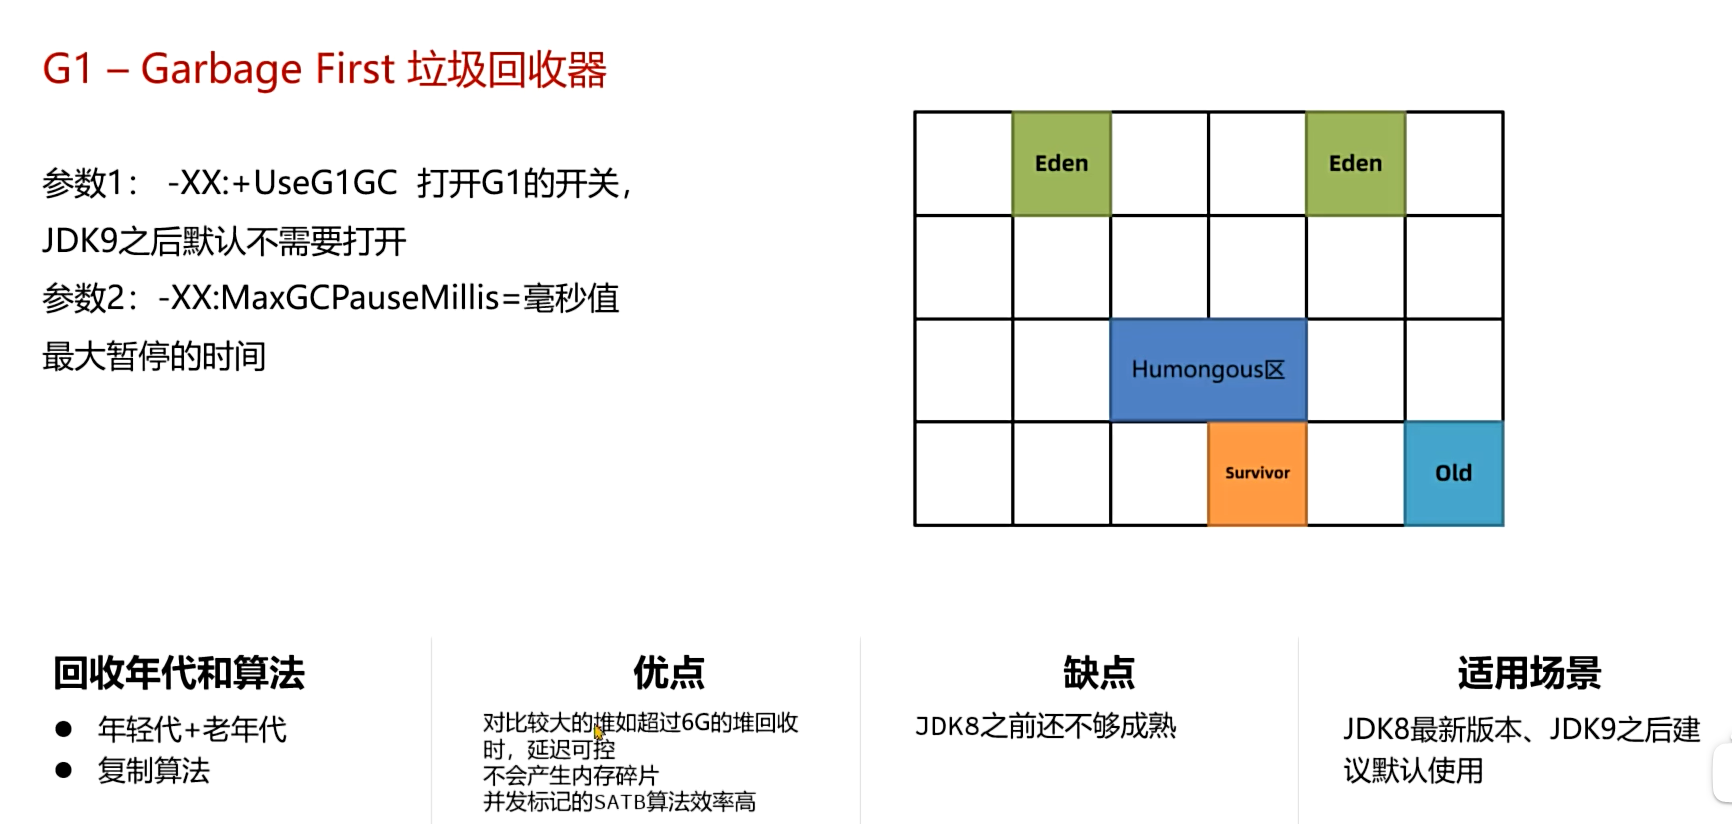 G1 – Garbage First 垃圾回收器
参数1： -XX:+UseG1GC 打开G1的开关，
JDK9之后默认不需要打开
参数2：-XX:MaxGCPauseMillis=毫秒值
最大暂停的时间
Eden
Eden
Humongous区
Survivor
Old
回收年代和算法
● 年轻代+老年代
● 复制算法
优点
对比较大的堆如超过6G的堆回收
时，延迟可控
不会产生内存碎片
并发标记的SATB算法效率高
缺点
JDK8之前还不够成熟
适用场景
JDK8最新版本、JDK9之后建
议默认使用